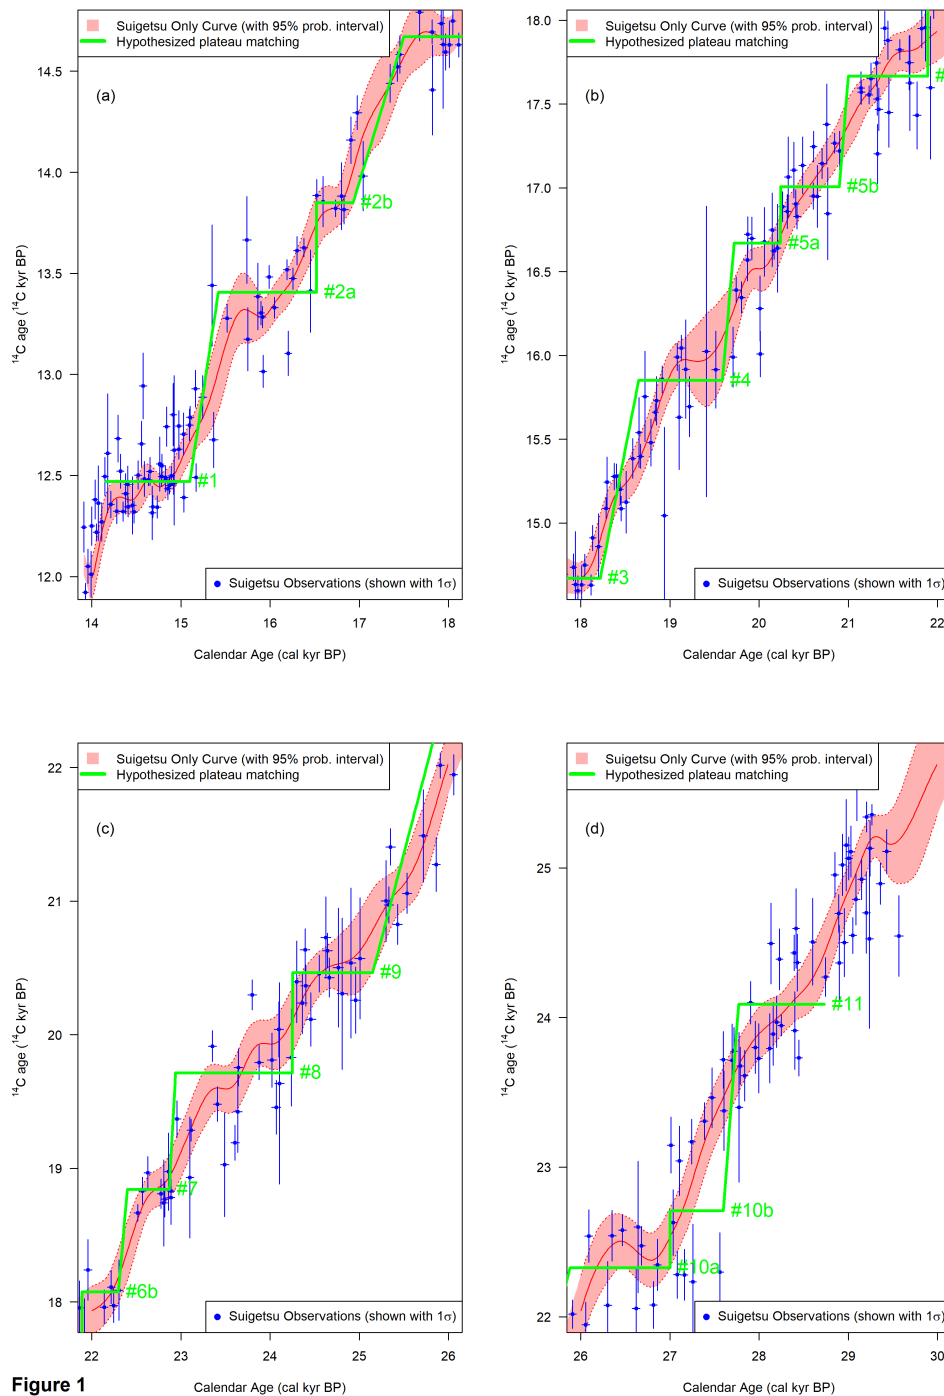 Suigetsu Only Curve (with 95% prob. interval)
Hypothesized plateau matching
(a)
14.5
14.0
13.5
13.0
12.5
12.0
¹⁴C age (¹⁴C kyr BP)
#2b
#2a
#1
Suigetsu Observations (shown with 1σ)
14 15 16 17 18
Calendar Age (cal kyr BP)
Suigetsu Only Curve (with 95% prob. interval)
Hypothesized plateau matching
(b)
18.0
17.5
17.0
16.5
16.0
15.5
15.0
¹⁴C age (¹⁴C kyr BP)
#
#5b
#5a
#4
#3
Suigetsu Observations (shown with 1σ)
18 19 20 21 22
Calendar Age (cal kyr BP)
Suigetsu Only Curve (with 95% prob. interval)
Hypothesized plateau matching
(c)
22
21
20
19
18
¹⁴C age (¹⁴C kyr BP)
#9
#8
#7
#6b
Suigetsu Observations (shown with 1σ)
22 23 24 25 26
Calendar Age (cal kyr BP)
Suigetsu Only Curve (with 95% prob. interval)
Hypothesized plateau matching
(d)
25
24
23
22
¹⁴C age (¹⁴C kyr BP)
#11
#10b
#10a
Suigetsu Observations (shown with 1σ)
26 27 28 29 30
Calendar Age (cal kyr BP)
Figure 1